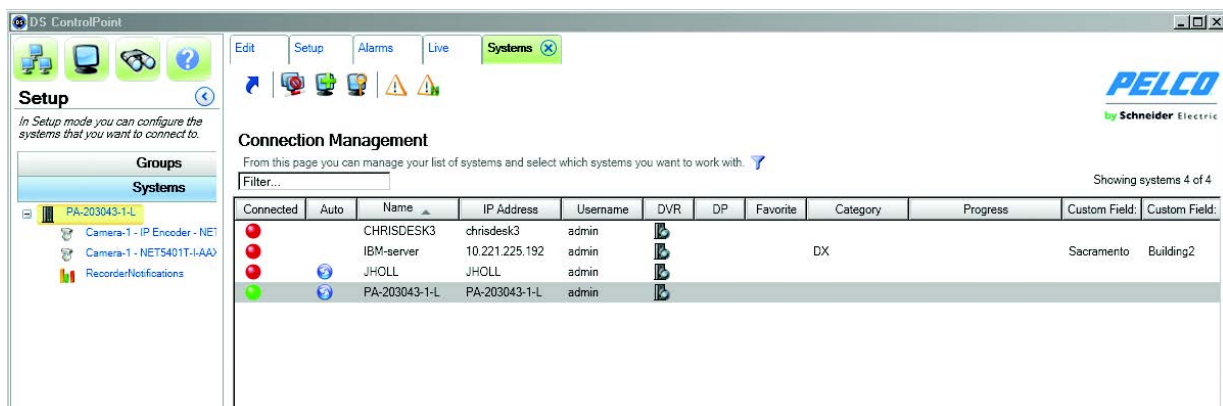 DS ControlPoint
Edit
Setup
Alarms
Live
Systems
Setup
In Setup mode you can configure the
systems that you want to connect to.
Groups
Systems
PA-203043-1-L
Camera-1 - IP Encoder - NET
Camera-1 - NET5401T-I-AAX
RecorderNotifications
PELCO
by Schneider Electric
Connection Management
From this page you can manage your list of systems and select which systems you want to work with.
Filter...
Showing systems 4 of 4
Connected Auto Name IP Address Username DVR DP Favorite Category Progress Custom Field: Custom Field:
CHRISDESK3 chrisdesk3 admin
IBM-server 10.221.225.192 admin DX Sacramento Building2
JHOLL JHOLL admin
PA-203043-1-L PA-203043-1-L admin